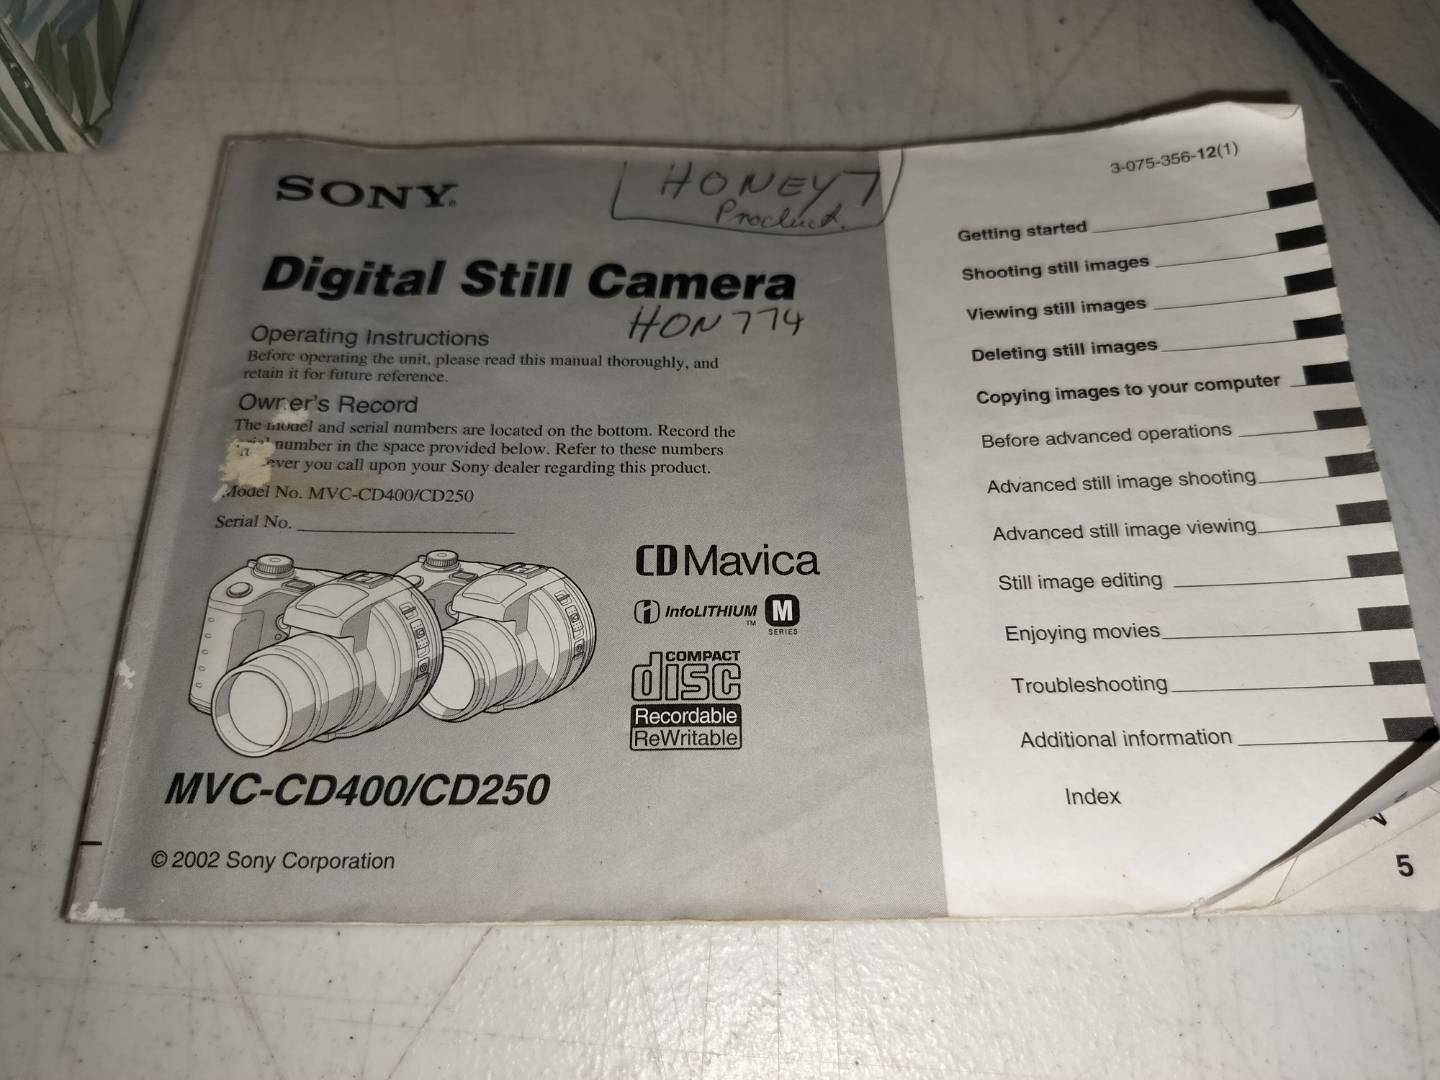 SONY®
HONEY7
Product.
Digital Still Camera
HON 774
Operating Instructions
Before operating the unit, please read this manual thoroughly, and
retain it for future reference.
Owner's Record
The model and serial numbers are located on the bottom. Record the
number in the space provided below. Refer to these numbers
ever you call upon your Sony dealer regarding this product.
Model No. MVC-CD400/CD250
Serial No.
CD Mavica
InfoLITHIUM™ M
SERIES
COMPACT
disc
Recordable
ReWritable
MVC-CD400/CD250
© 2002 Sony Corporation
3-075-356-12(1)
Getting started
Shooting still images
Viewing still images
Deleting still images
Copying images to your computer
Before advanced operations
Advanced still image shooting
Advanced still image viewing
Still image editing
Enjoying movies
Troubleshooting
Additional information
Index
5